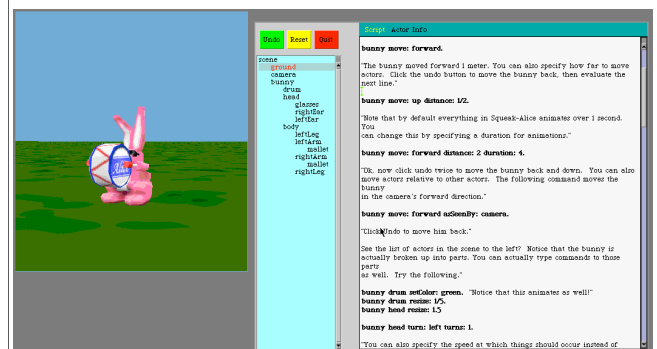 Undo Reset Quit
scene
ground
camera
bunny
drum
head
glasses
rightEar
leftEar
body
leftLeg
leftArm
mallet
rightArm
mallet
rightLeg
Script Actor Info
bunny move: forward.
"The bunny moved forward 1 meter. You can also specify how far to move
actors. Click the undo button to move the bunny back, then evaluate the
next line."
bunny move: up distance: 1/2.
"Note that by default everything in Squeak-Alice animates over 1 second.
You
can change this by specifying a duration for animations."
bunny move: forward distance: 2 duration: 4.
"Ok, now click undo twice to move the bunny back and down. You can also
move actors relative to other actors. The following command moves the
bunny
in the camera's forward direction."
bunny move: forward asSeenBy: camera.
"Click Undo to move him back."
See the list of actors in the scene to the left? Notice that the bunny is
actually broken up into parts. You can actually type commands to those
parts
as well. Try the following."
bunny drum setColor: green. "Notice that this animates as well!"
bunny drum resize: 1/5.
bunny head resize: 1.5
bunny head turn: left turns: 1.
"You can also specify the speed at which things should occur instead of